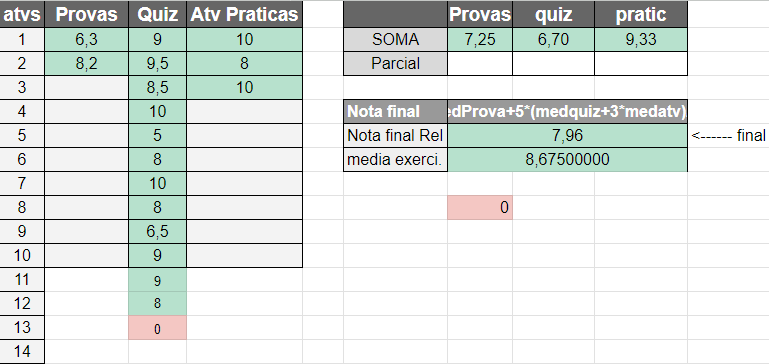 atvs Provas Quiz Atv Praticas Provas quiz pratic
1 6,3 9 10 SOMA 7,25 6,70 9,33
2 8,2 9,5 8 Parcial
3 8,5 10
4 10 Nota final edProva+5*(medquiz+3*medatv)
5 5 Nota final Rel 7,96 <------ final
6 8 media exerci. 8,67500000
7 10
8 8 0
9 6,5
10 9
11 9
12 8
13 0
14